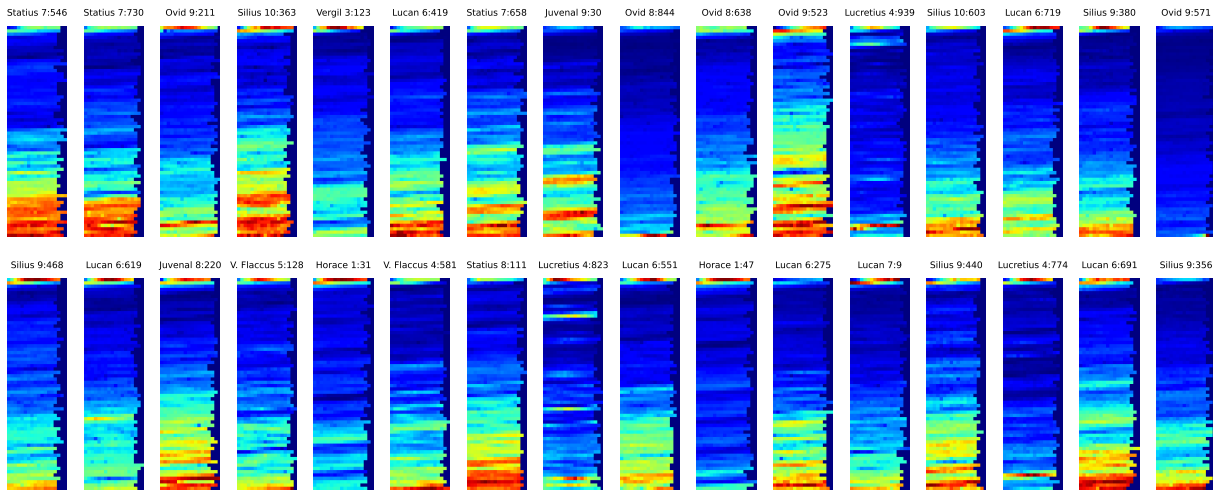 Statius 7:546 Statius 7:730 Ovid 9:211 Silius 10:363 Vergil 3:123 Lucan 6:419 Statius 7:658 Juvenal 9:30 Ovid 8:844 Ovid 8:638 Ovid 9:523 Lucretius 4:939 Silius 10:603 Lucan 6:719 Silius 9:380 Ovid 9:571
Silius 9:468 Lucan 6:619 Juvenal 8:220 V. Flaccus 5:128 Horace 1:31 V. Flaccus 4:581 Statius 8:111 Lucretius 4:823 Lucan 6:551 Horace 1:47 Lucan 6:275 Lucan 7:9 Silius 9:440 Lucretius 4:774 Lucan 6:691 Silius 9:356